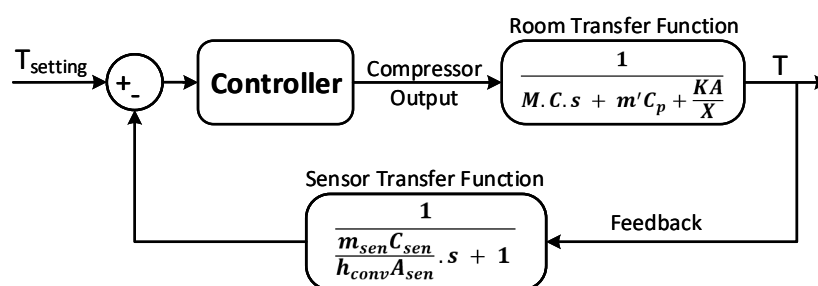 Room Transfer Function
T_setting
+
-
Controller
Compressor
Output
1
M.C.s + m'C_p + KA/X
T
Sensor Transfer Function
1
m_sen C_sen / h_conv A_sen . s + 1
Feedback